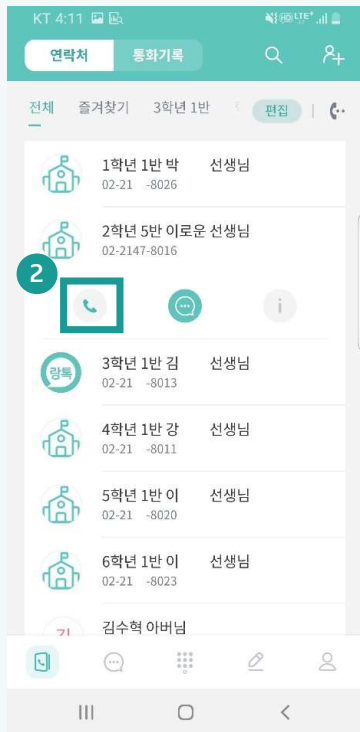 KT 4:11
LTE+
연락처 통화기록
전체 즐겨찾기 3학년 1반 편집
1학년 1반 박 선생님
02-21 -8026
2학년 5반 이로운 선생님
02-2147-8016
2
i
랑톡
3학년 1반 김 선생님
02-21 -8013
4학년 1반 강 선생님
02-21 -8011
5학년 1반 이 선생님
02-21 -8020
6학년 1반 이 선생님
02-21 -8023
김수혁 아버님